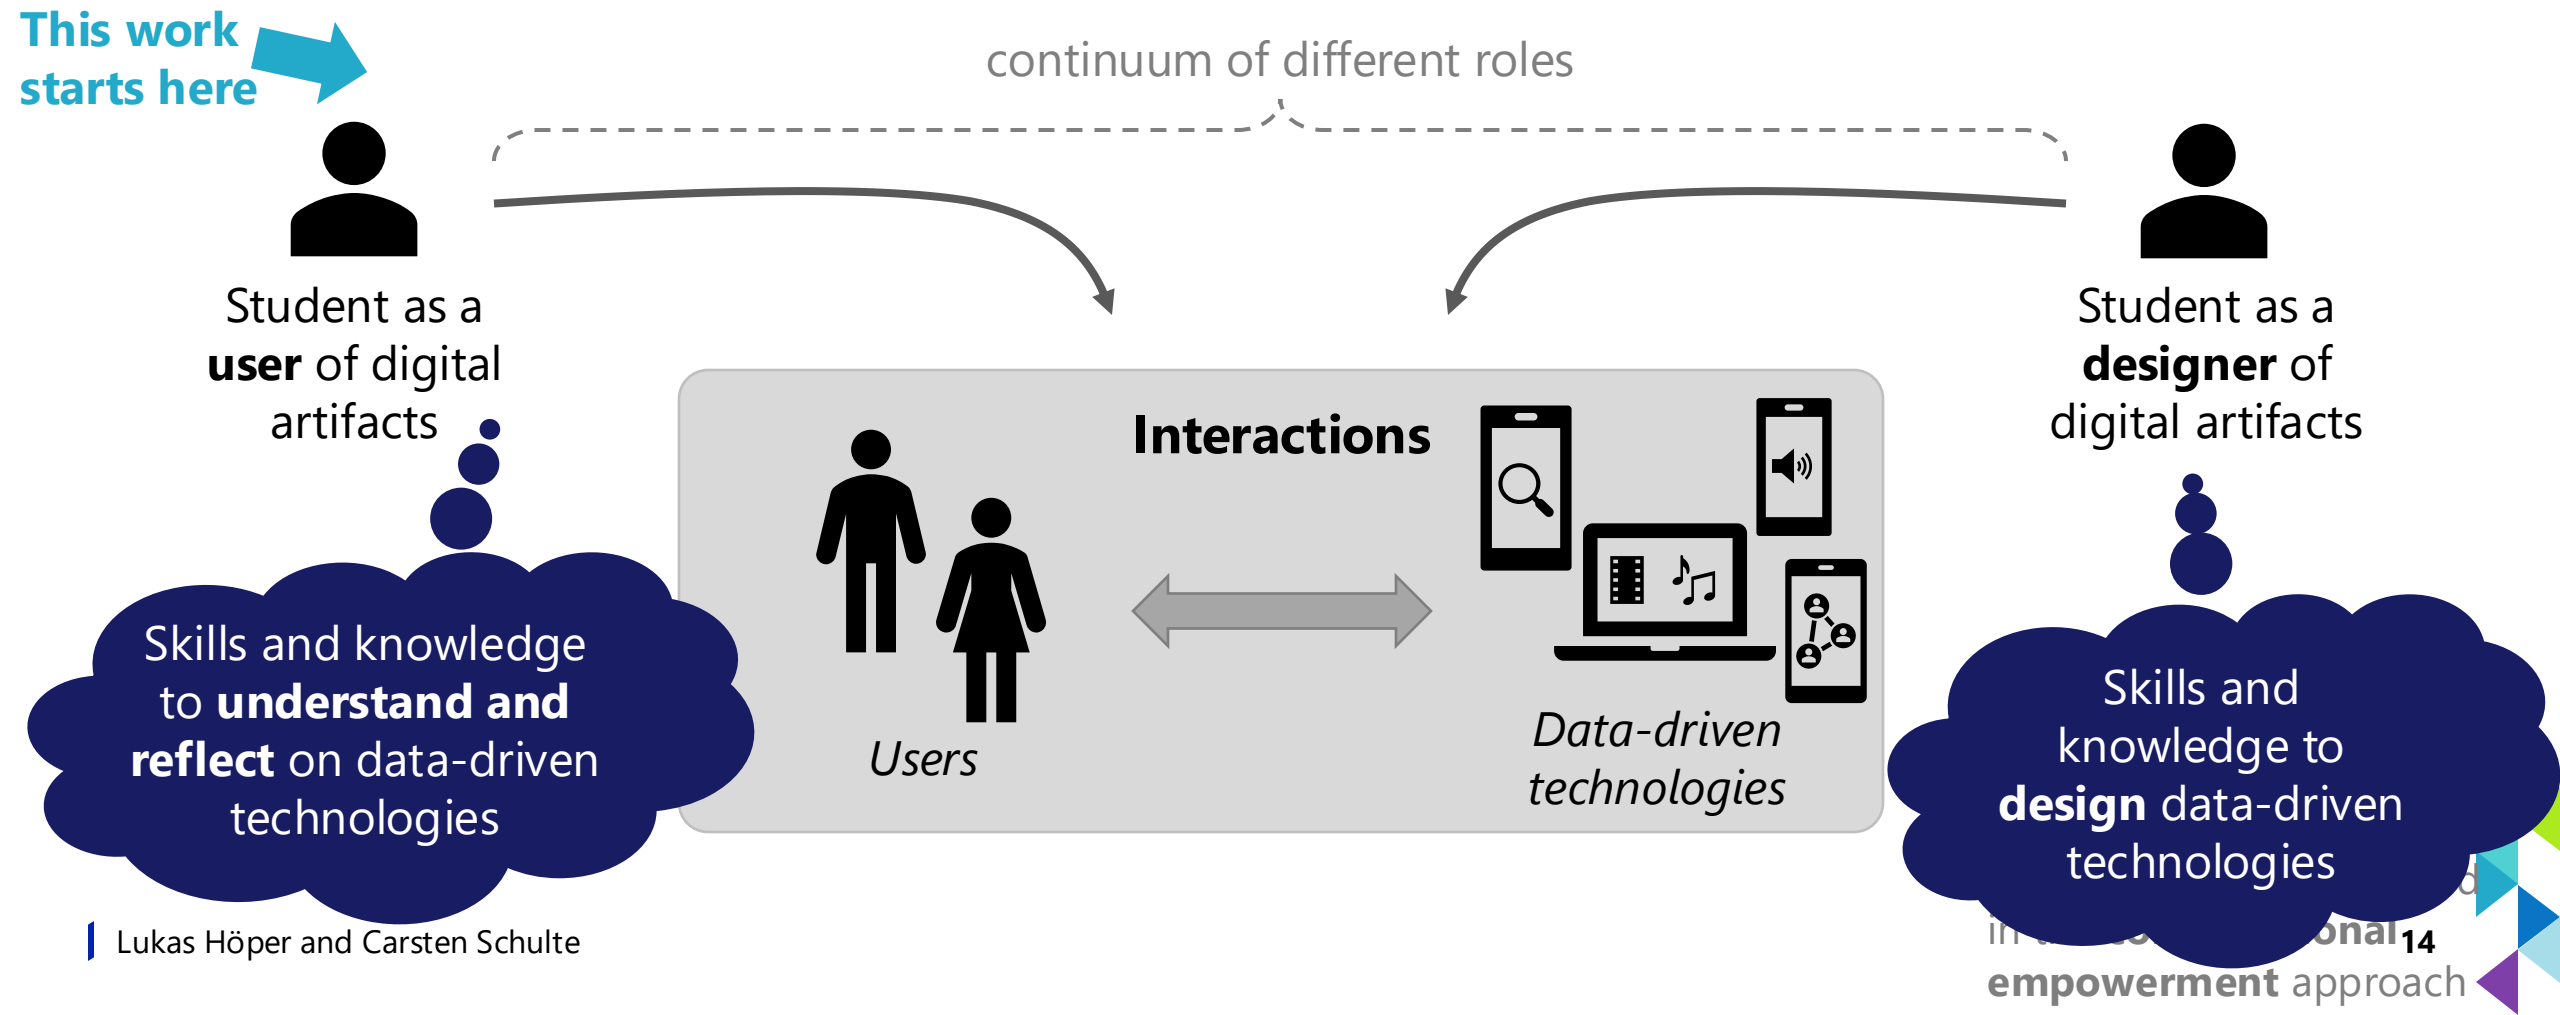 This work
starts here
continuum of different roles
Student as a
user of digital
artifacts
Student as a
designer of
digital artifacts
Interactions
Users
Data-driven
technologies
Skills and knowledge
to understand and
reflect on data-driven
technologies
Skills and
knowledge to
design data-driven
technologies
in
empowerment approach
Lukas Höper and Carsten Schulte
14